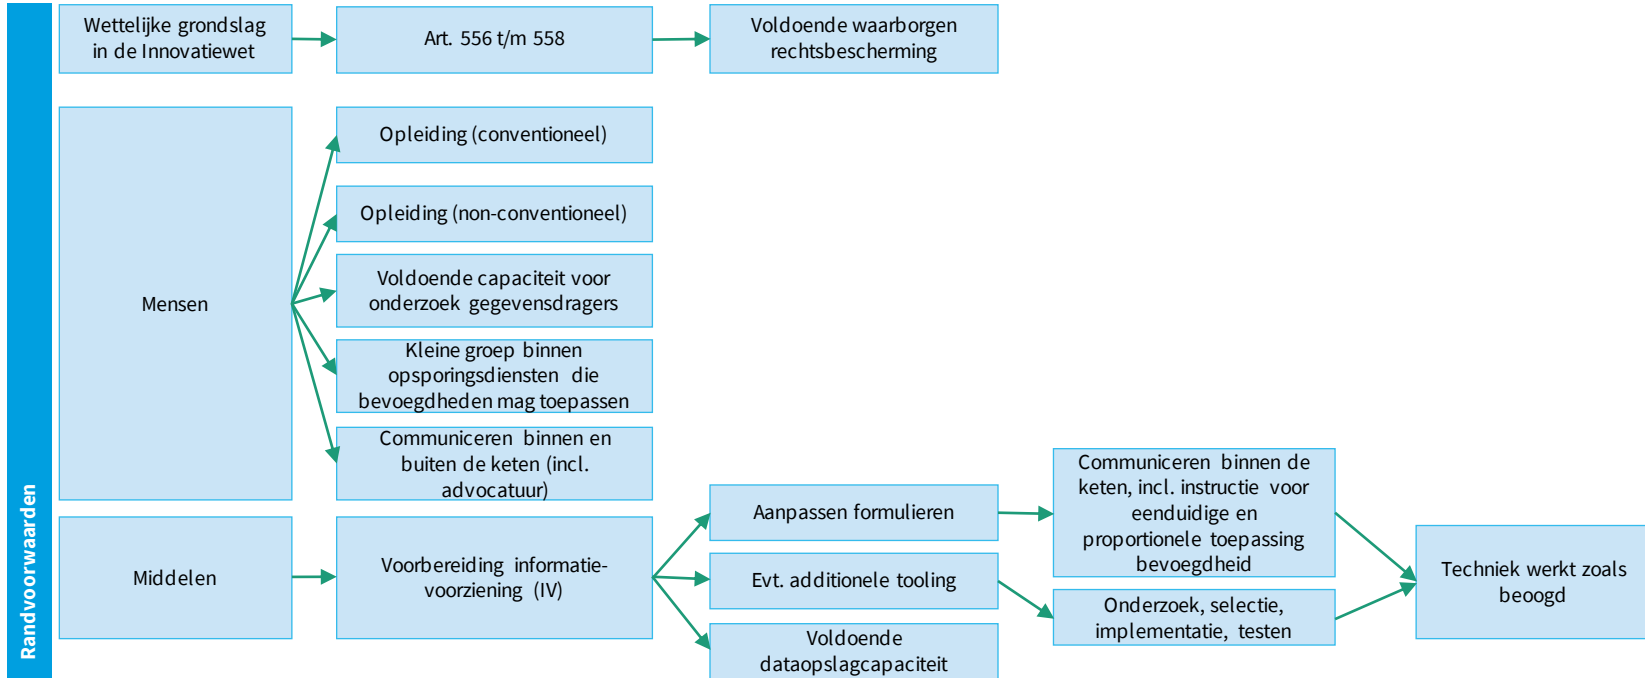 Randvoorwaarden
Wettelijke grondslag
in de Innovatiewet
Art. 556 t/m 558
Voldoende waarborgen
rechtsbescherming
Mensen
Opleiding (conventioneel)
Opleiding (non-conventioneel)
Voldoende capaciteit voor
onderzoek gegevensdragers
Kleine groep binnen
opsporingsdiensten die
bevoegdheden mag toepassen
Communiceren binnen en
buiten de keten (incl.
advocatuur)
Middelen
Voorbereiding informatie-
voorziening (IV)
Aanpassen formulieren
Evt. additionele tooling
Voldoende
dataopslagcapaciteit
Communiceren binnen de
keten, incl. instructie voor
eenduidige en
proportionele toepassing
bevoegdheid
Onderzoek, selectie,
implementatie, testen
Techniek werkt zoals
beoogd